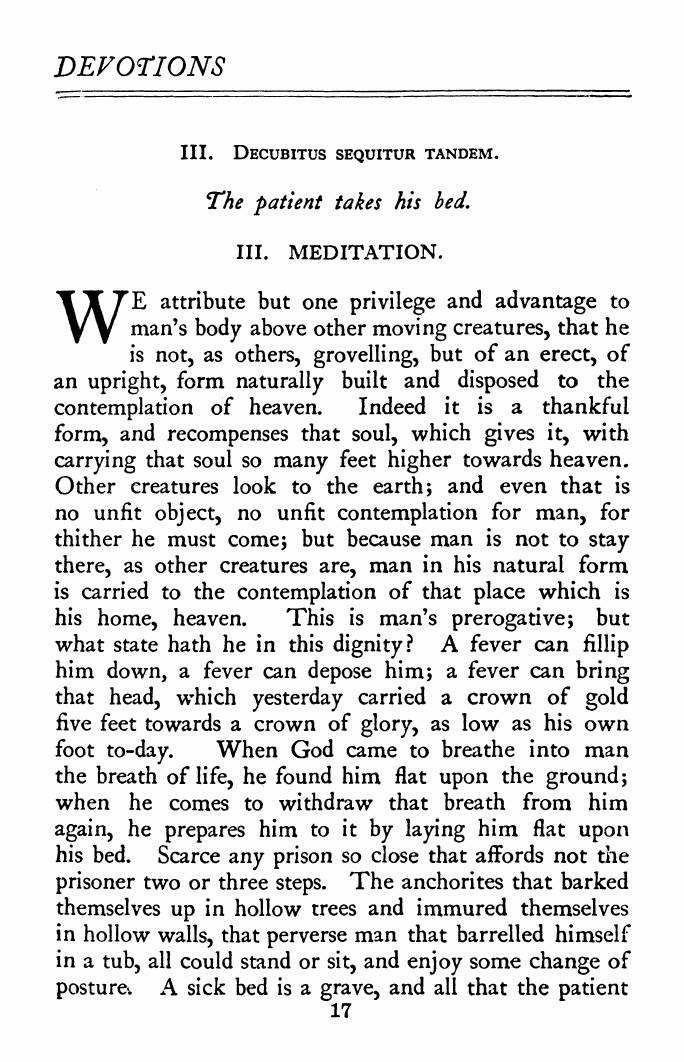 DEVOTIONS
III. DECUBITUS SEQUITUR TANDEM.
The patient takes his bed.
III. MEDITATION.
WE attribute but one privilege and advantage to
man's body above other moving creatures, that he
is not, as others, grovelling, but of an erect, of
an upright, form naturally built and disposed to the
contemplation of heaven. Indeed it is a thankful
form, and recompenses that soul, which gives it, with
carrying that soul so many feet higher towards heaven.
Other creatures look to the earth; and even that is
no unfit object, no unfit contemplation for man, for
thither he must come; but because man is not to stay
there, as other creatures are, man in his natural form
is carried to the contemplation of that place which is
his home, heaven. This is man's prerogative; but
what state hath he in this dignity? A fever can fillip
him down, a fever can depose him; a fever can bring
that head, which yesterday carried a crown of gold
five feet towards a crown of glory, as low as his own
foot to-day. When God came to breathe into man
the breath of life, he found him flat upon the ground;
when he comes to withdraw that breath from him
again, he prepares him to it by laying him flat upon
his bed. Scarce any prison so close that affords not the
prisoner two or three steps. The anchorites that barked
themselves up in hollow trees and immured themselves
in hollow walls, that perverse man that barrelled himself
in a tub, all could stand or sit, and enjoy some change of
posture. A sick bed is a grave, and all that the patient
17